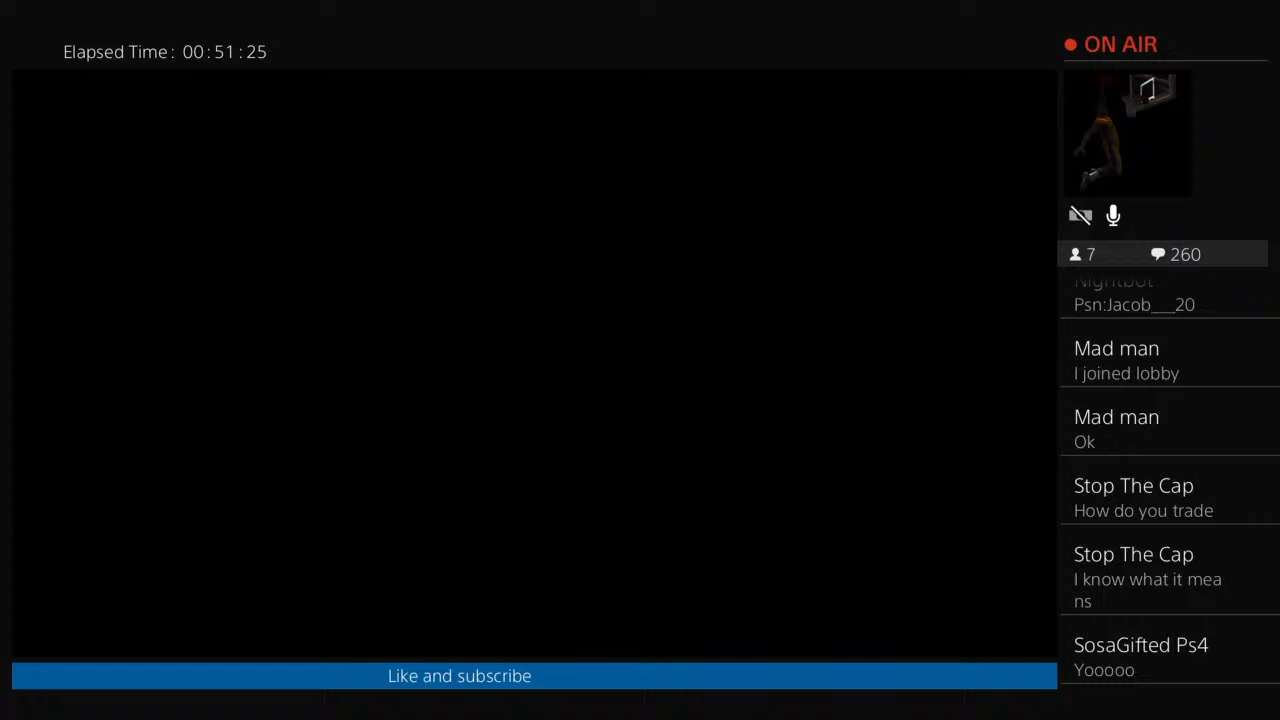 Elapsed Time: 00:51:25
ON AIR
7 260
Nightbot
Psn:Jacob___20
Mad man
I joined lobby
Mad man
Ok
Stop The Cap
How do you trade
Stop The Cap
I know what it mea
ns
SosaGifted Ps4
Yooooo
Like and subscribe